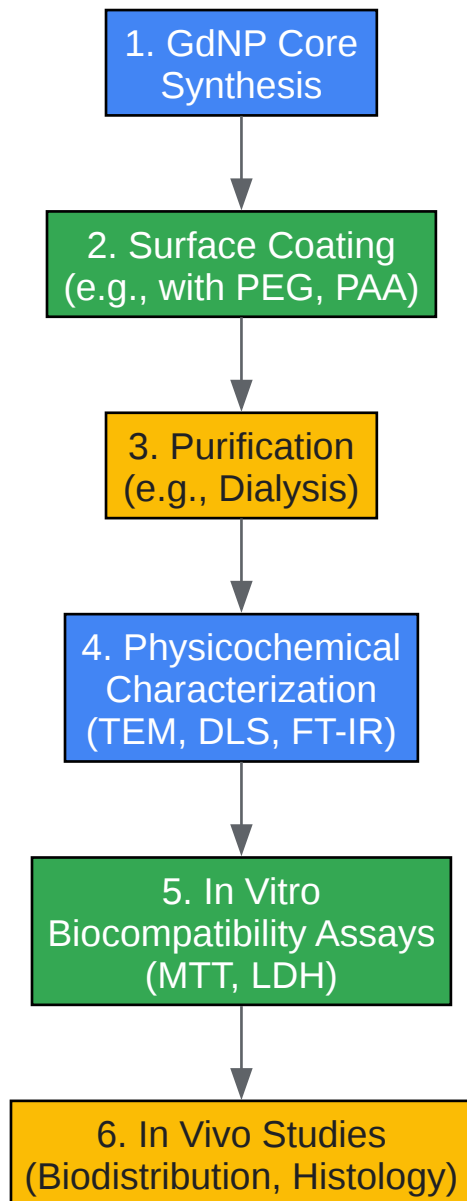 1. GdNP Core
Synthesis
2. Surface Coating
(e.g., with PEG, PAA)
3. Purification
(e.g., Dialysis)
4. Physicochemical
Characterization
(TEM, DLS, FT-IR)
5. In Vitro
Biocompatibility Assays
(MTT, LDH)
6. In Vivo Studies
(Biodistribution, Histology)